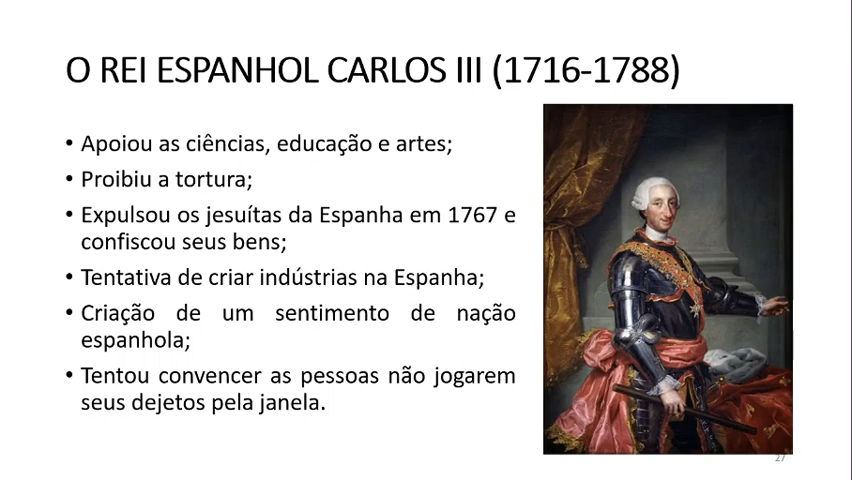 O REI ESPANHOL CARLOS III (1716-1788)
• Apoiou as ciências, educação e artes;
• Proibiu a tortura;
• Expulsou os jesuítas da Espanha em 1767 e
confiscou seus bens;
• Tentativa de criar indústrias na Espanha;
• Criação de um sentimento de nação
espanhola;
• Tentou convencer as pessoas não jogarem
seus dejetos pela janela.
27